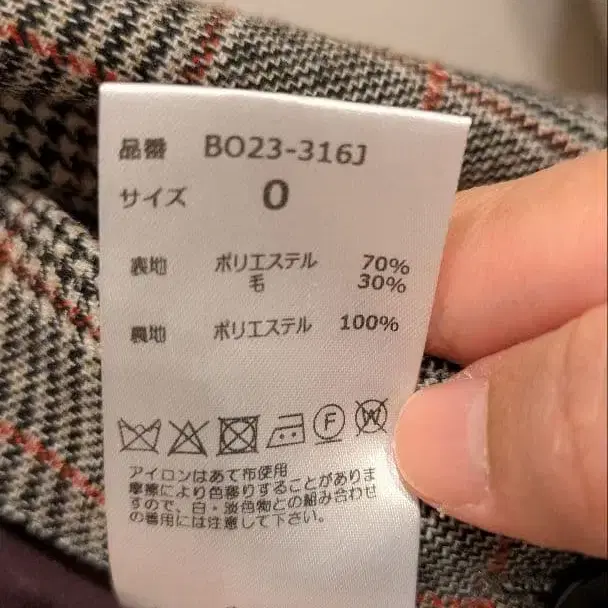 品番 BO23-316J
サイズ 0
表地 ポリエステル 70%
毛 30%
裏地 ポリエステル 100%
F W
アイロンはあて布使用
摩擦により色移りすることがありま
すので、白・淡色物との組み合わせ
の着用には注意して下さい。